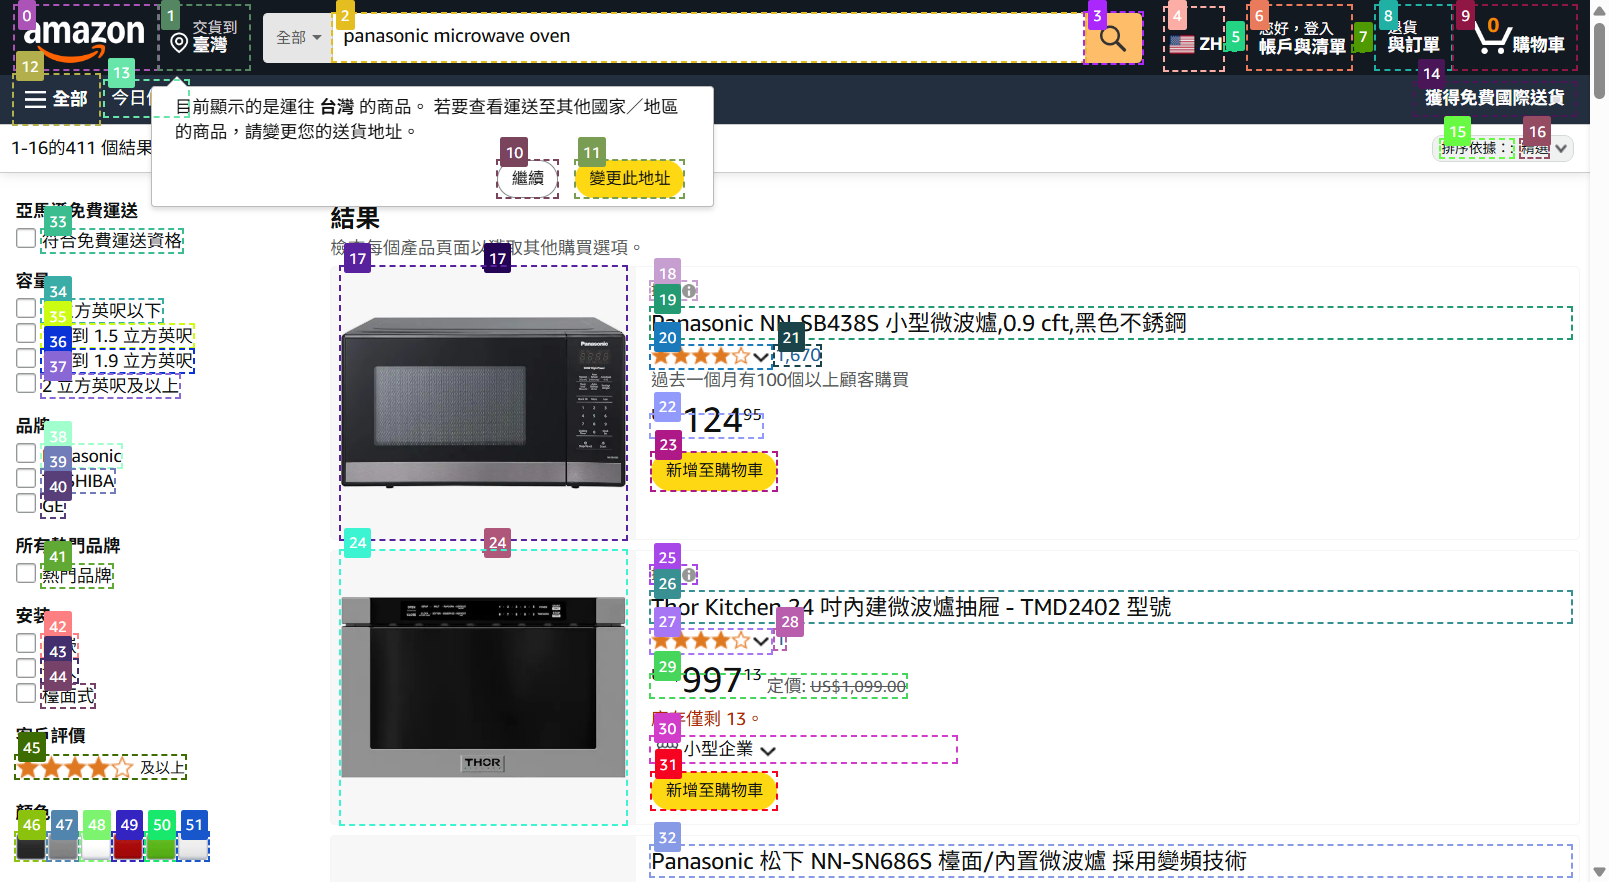 amazon
交貨到
臺灣
全部
panasonic microwave oven
ZH
您好，登入
帳戶與清單
退貨
與訂單
0
購物車
全部
今日
獲得免費國際送貨
目前顯示的是運往 台灣 的商品。 若要查看運送至其他國家／地區
的商品，請變更您的送貨地址。
繼續
變更此地址
1-16的411 個結果
排序依據：
精選
亞馬遜免費運送
符合免費運送資格
容量
立方英呎以下
到 1.5 立方英呎
到 1.9 立方英呎
2 立方英呎及以上
品牌
Panasonic
TOSHIBA
GE
所有熱門品牌
熱門品牌
安裝
檯面式
客戶評價
及以上
顏色
結果
檢查每個產品頁面以獲取其他購買選項。
Panasonic
Panasonic NN-SB438S 小型微波爐,0.9 cft,黑色不銹鋼
1,670
過去一個月有100個以上顧客購買
124 95
新增至購物車
THOR
Thor Kitchen 24 吋內建微波爐抽屜 - TMD2402 型號
997 13 定價: US$1,099.00
庫存僅剩 13。
小型企業
新增至購物車
Panasonic 松下 NN-SN686S 檯面/內置微波爐 採用變頻技術
0
1
2
3
4
5
6
7
8
9
10
11
12
13
14
15
16
17
17
18
19
20
21
22
23
24
24
25
26
27
28
29
30
31
32
33
34
35
36
37
38
39
40
41
42
43
44
45
46
47
48
49
50
51